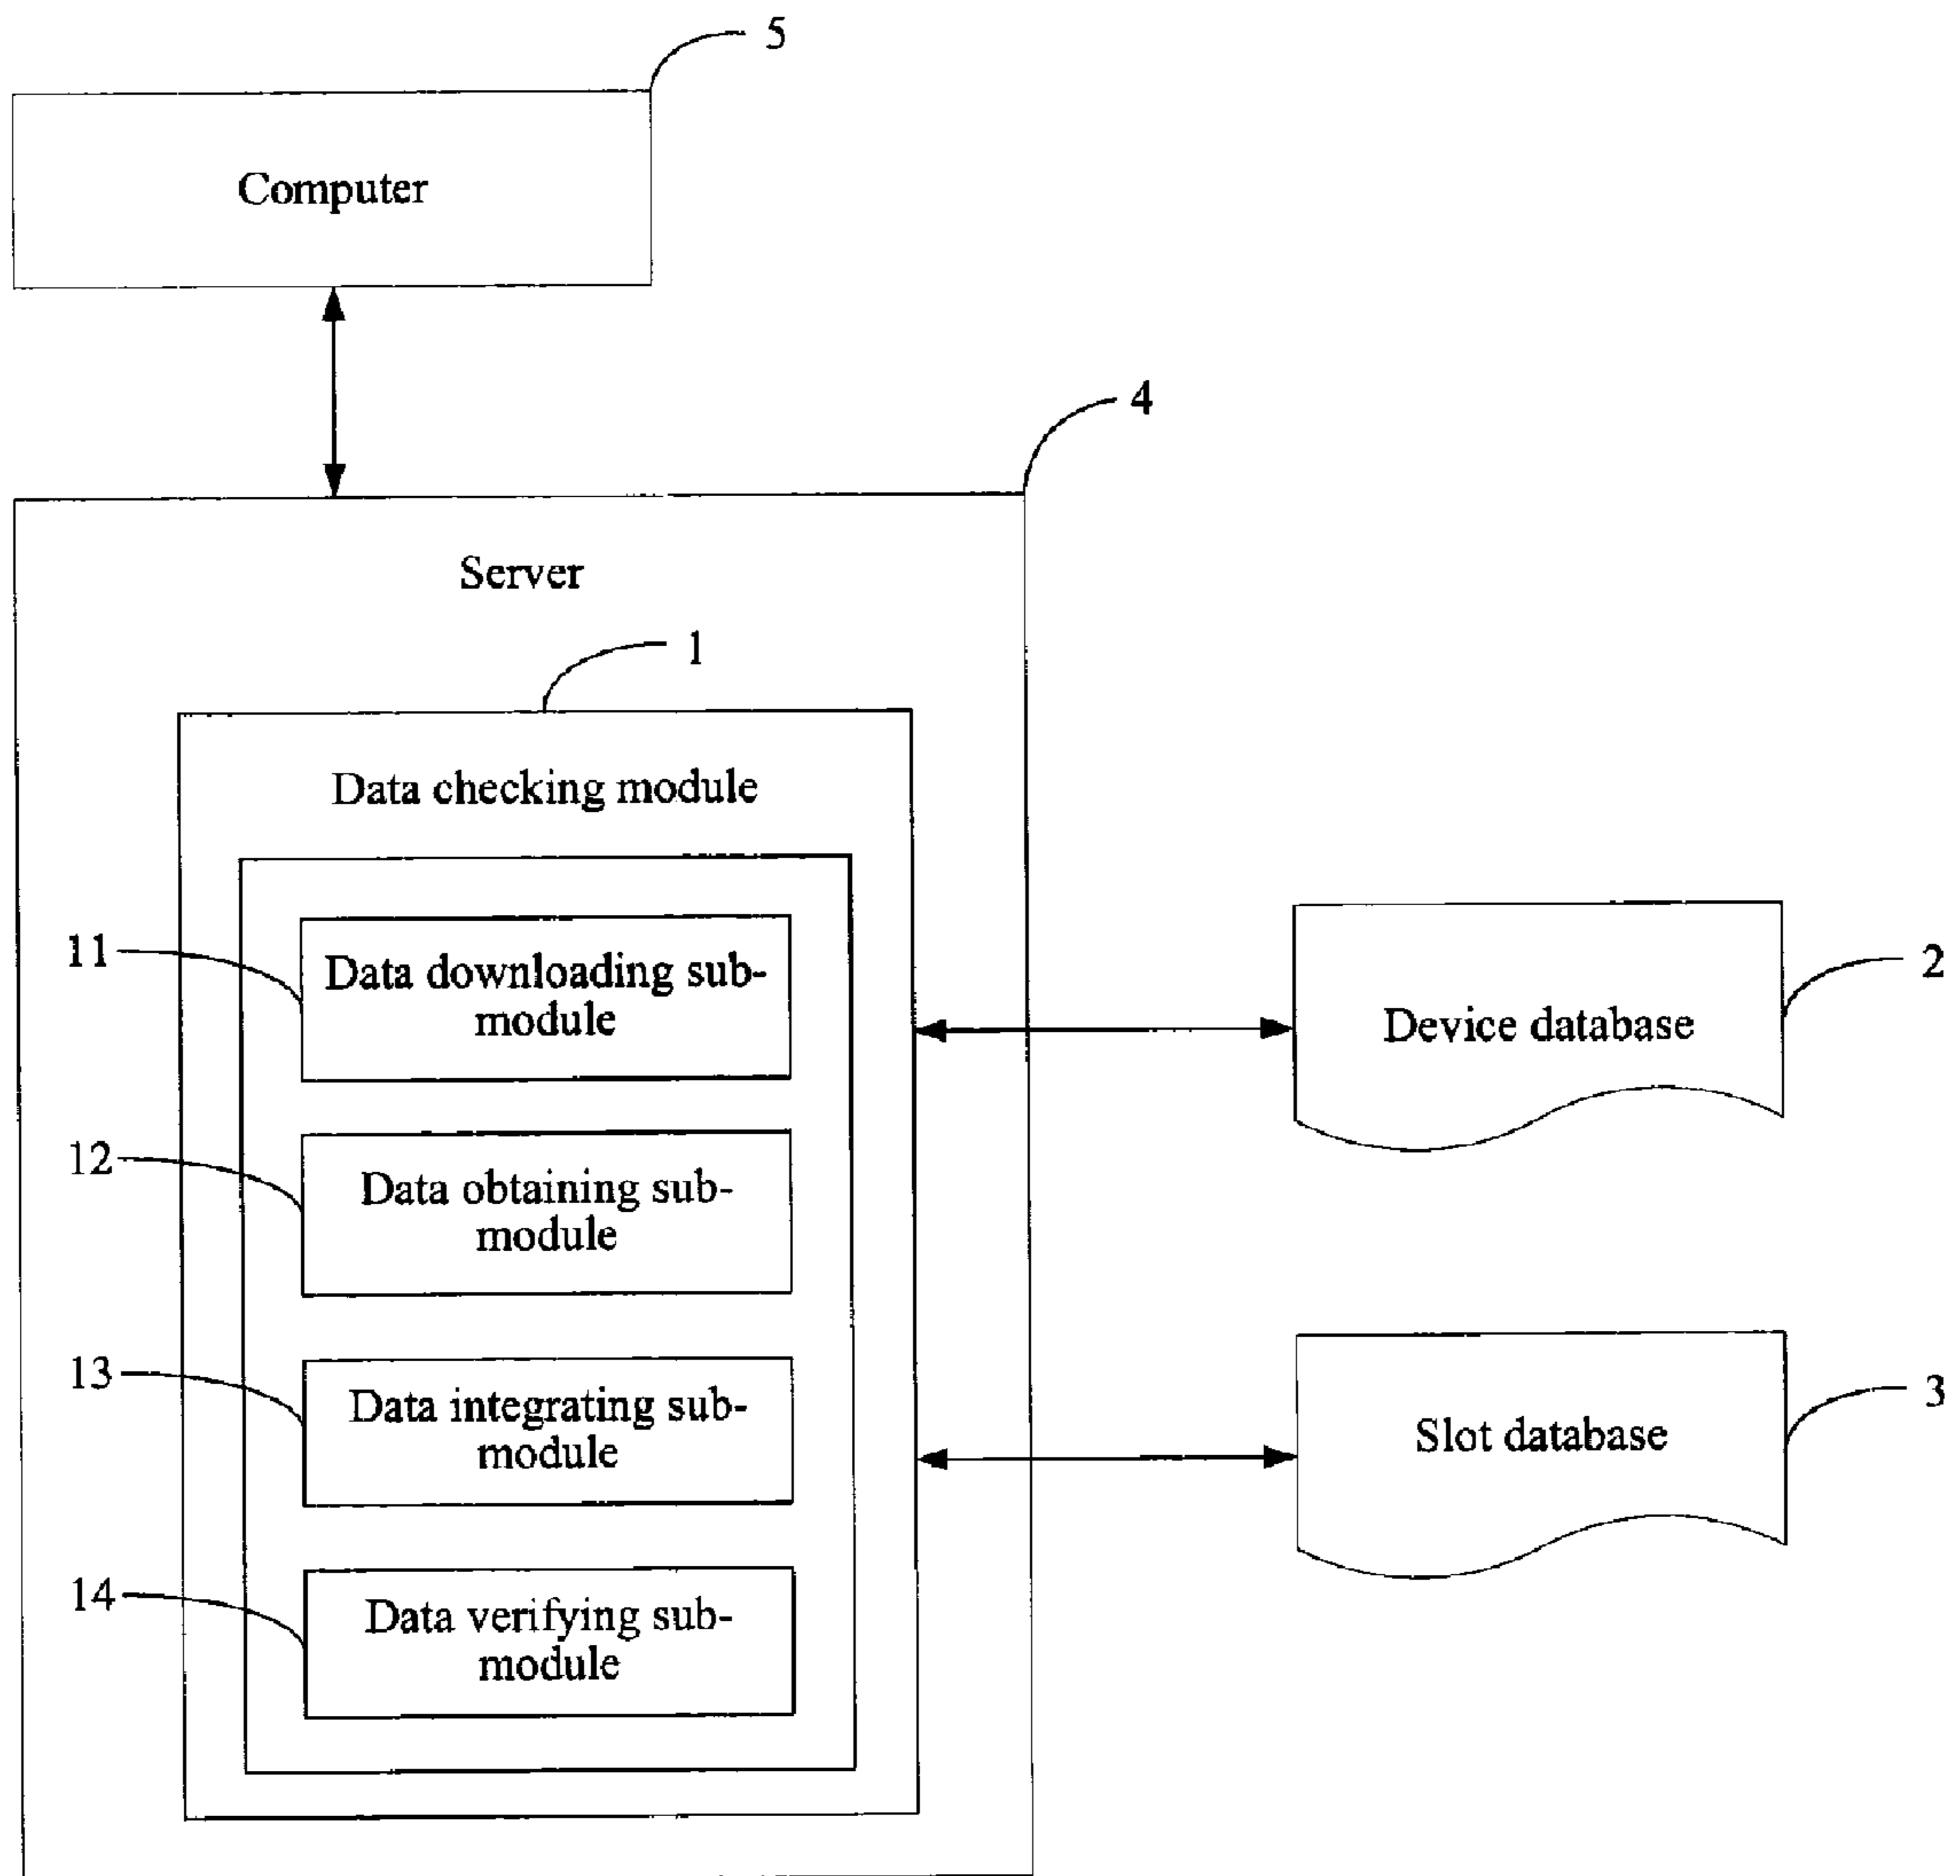 5
Computer
4
Server
1
Data checking module
11
Data downloading sub-
module
12
Data obtaining sub-
module
13
Data integrating sub-
module
14
Data verifying sub-
module
Device database
2
Slot database
3